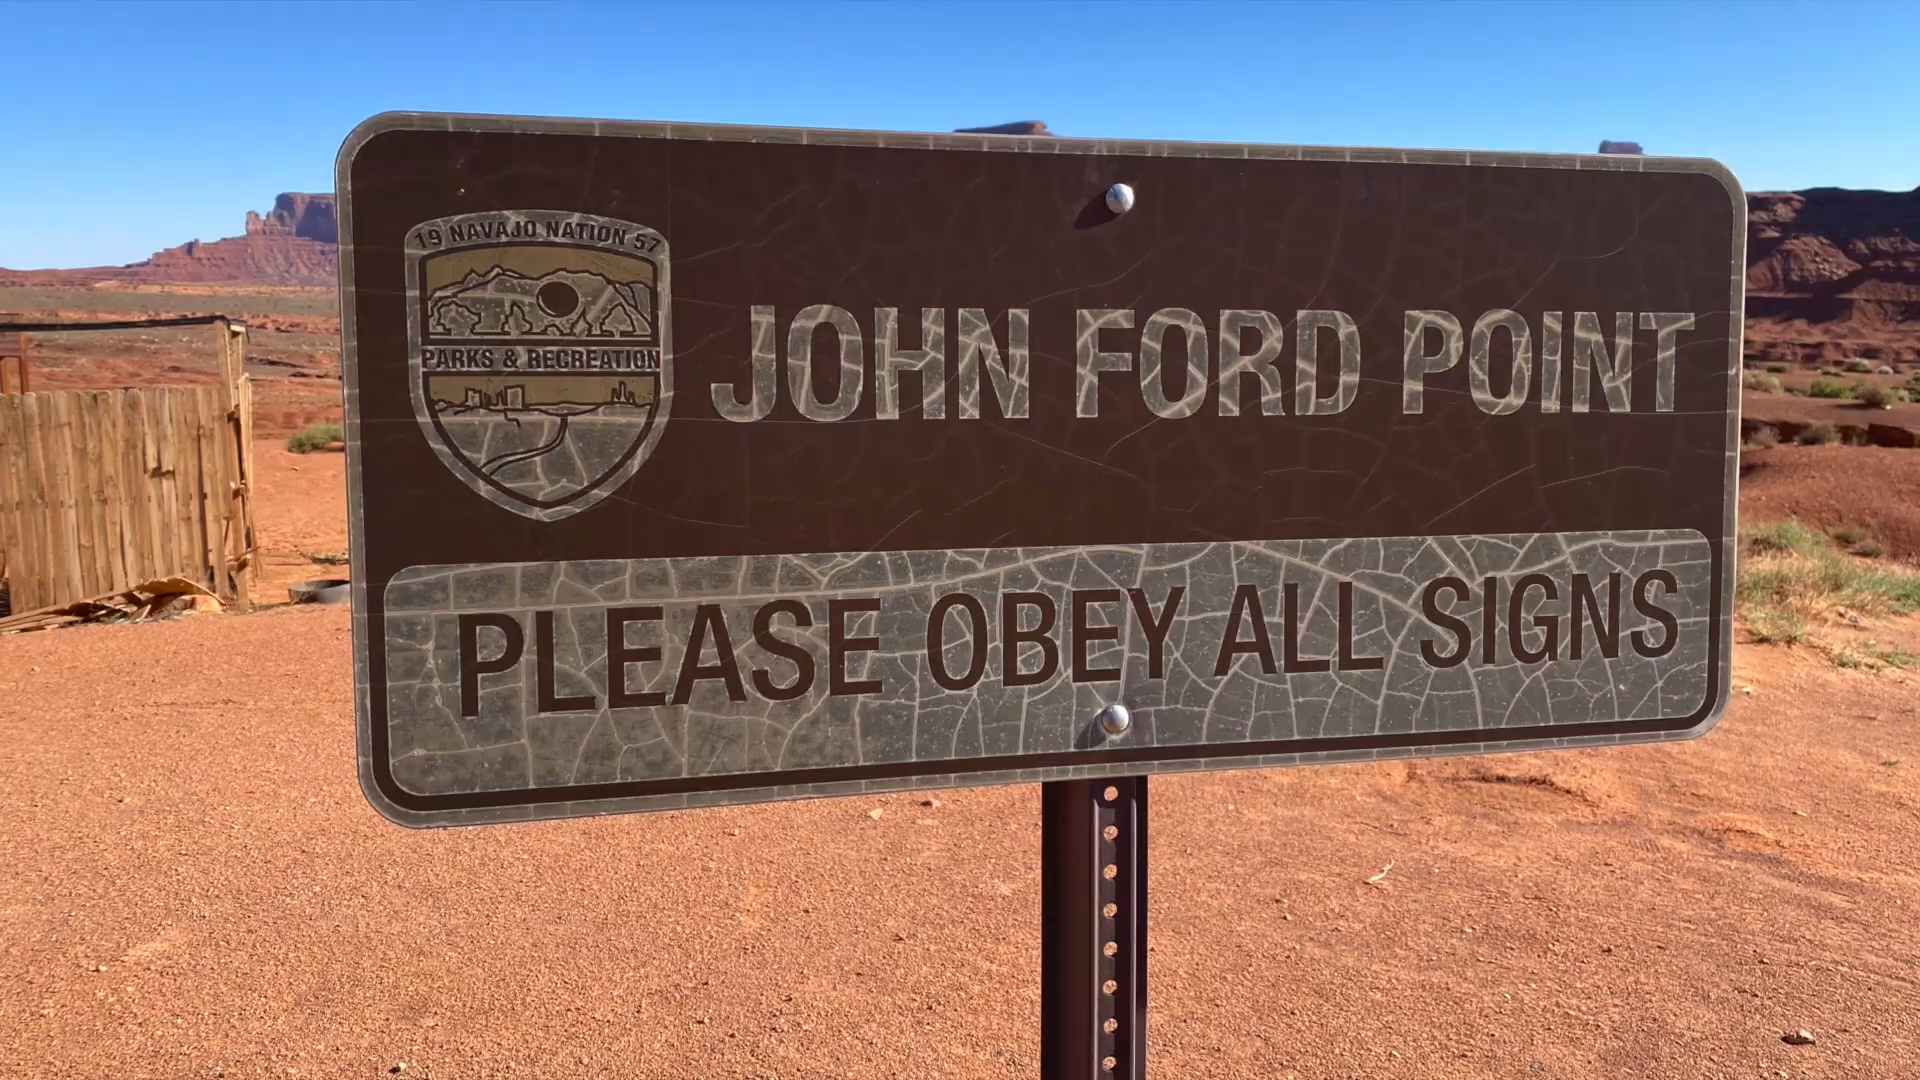 19 NAVAJO NATION 57
PARKS & RECREATION
JOHN FORD POINT
PLEASE OBEY ALL SIGNS